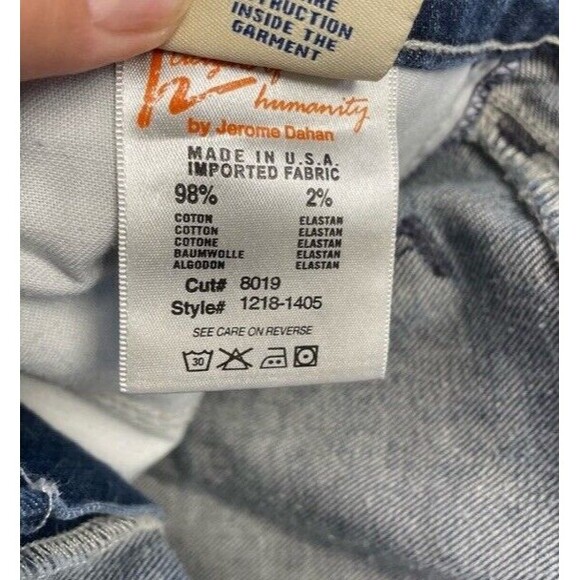 STRUCTION
INSIDE THE
GARMENT
humanity
by Jerome Dahan
MADE IN U.S.A.
IMPORTED FABRIC
98% 2%
COTON ELASTAN
COTTON ELASTAN
COTONE ELASTAN
BAUMWOLLE ELASTAN
ALGODON ELASTAN
Cut# 8019
Style# 1218-1405
SEE CARE ON REVERSE
30